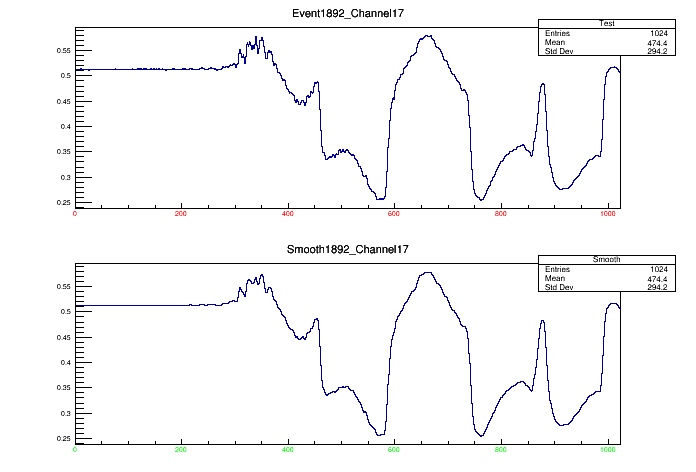 Event1892_Channel17
Test
Entries 1024
Mean 474.4
Std Dev 294.2
0.55
0.5
0.45
0.4
0.35
0.3
0.25
0 200 400 600 800 1000
Smooth1892_Channel17
Smooth
Entries 1024
Mean 474.4
Std Dev 294.2
0.55
0.5
0.45
0.4
0.35
0.3
0.25
0 200 400 600 800 1000